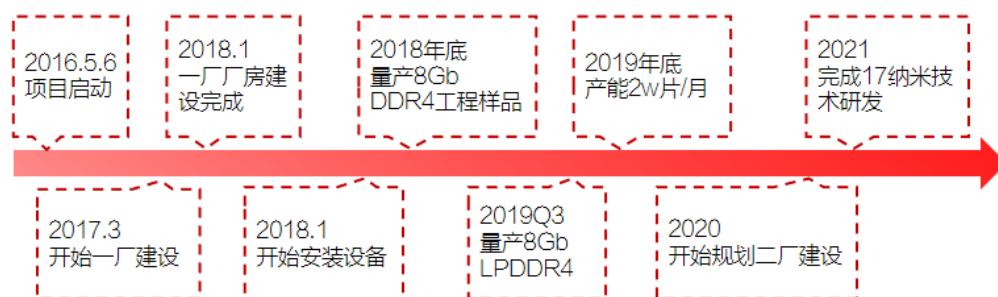 2016.5.6
项目启动
2018.1
一厂厂房建
设完成
2018年底
量产8Gb
DDR4工程样品
2019年底
产能2w片/月
2021
完成17纳米技
术研发
2017.3
开始一厂建设
2018.1
开始安装设备
2019Q3
量产8Gb
LPDDR4
2020
开始规划二厂建设